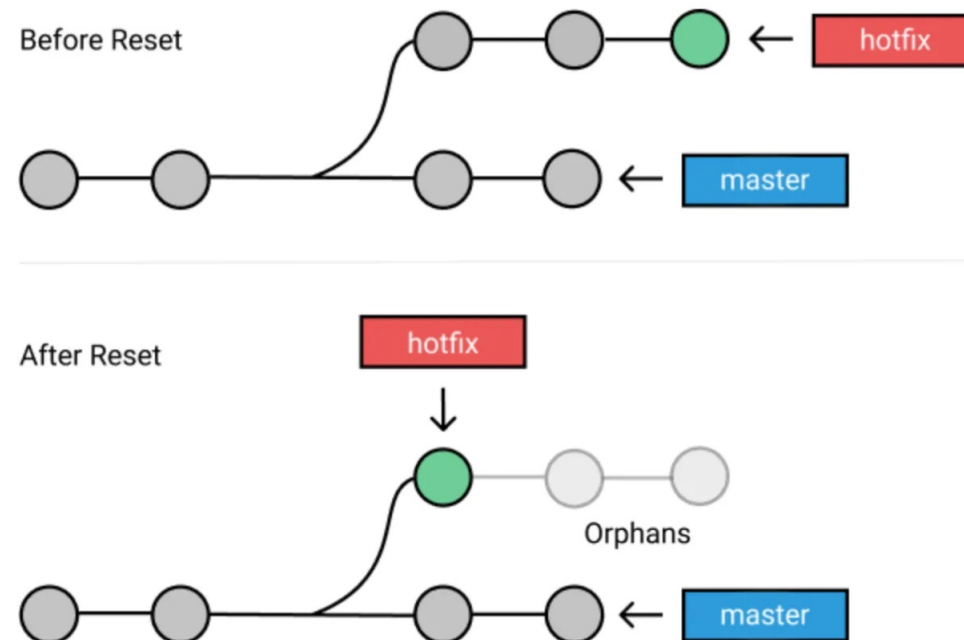 Before Reset
hotfix
master
hotfix
After Reset
Orphans
master